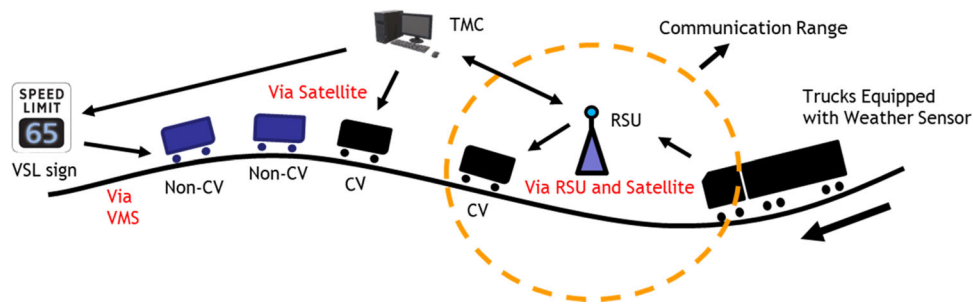 TMC
Communication Range
Via Satellite
SPEED
LIMIT
65
VSL sign
RSU
Trucks Equipped
with Weather Sensor
Non-CV
Non-CV
CV
Via RSU and Satellite
Via
VMS
CV